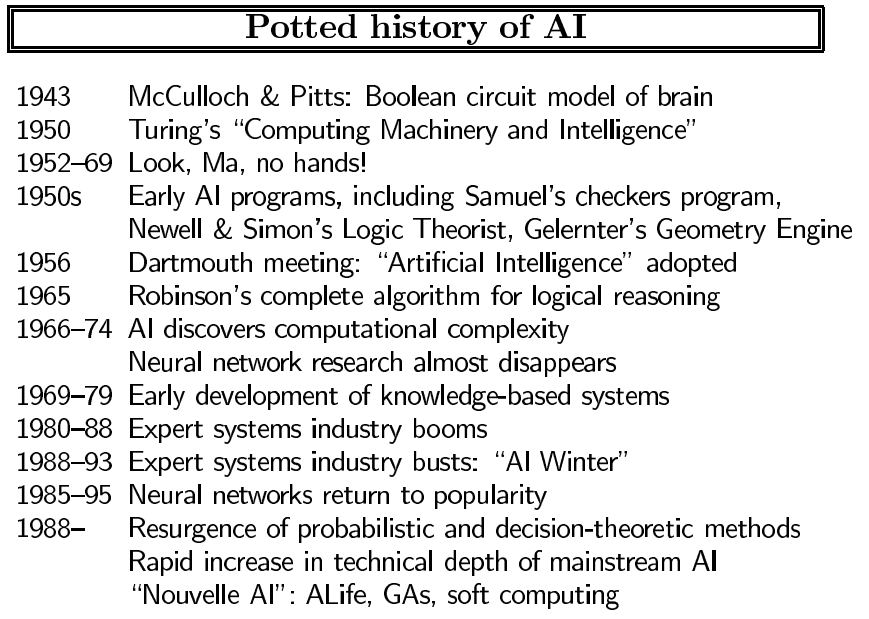 Potted history of AI
1943 McCulloch & Pitts: Boolean circuit model of brain
1950 Turing's “Computing Machinery and Intelligence”
1952–69 Look, Ma, no hands!
1950s Early AI programs, including Samuel's checkers program,
Newell & Simon's Logic Theorist, Gelernter's Geometry Engine
1956 Dartmouth meeting: “Artificial Intelligence” adopted
1965 Robinson's complete algorithm for logical reasoning
1966–74 AI discovers computational complexity
Neural network research almost disappears
1969–79 Early development of knowledge-based systems
1980–88 Expert systems industry booms
1988–93 Expert systems industry busts: “AI Winter”
1985–95 Neural networks return to popularity
1988– Resurgence of probabilistic and decision-theoretic methods
Rapid increase in technical depth of mainstream AI
“Nouvelle AI”: ALife, GAs, soft computing